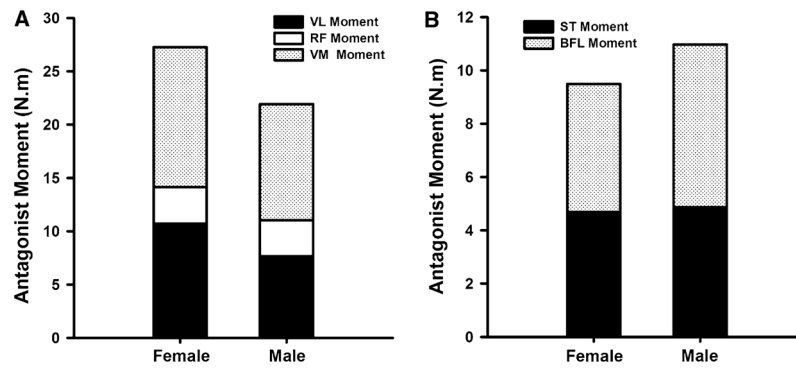 A
VL Moment
RF Moment
VM Moment
Antagonist Moment (N.m)
30
25
20
15
10
5
0
Female Male
B
ST Moment
BFL Moment
Antagonist Moment (N.m)
12
10
8
6
4
2
0
Female Male